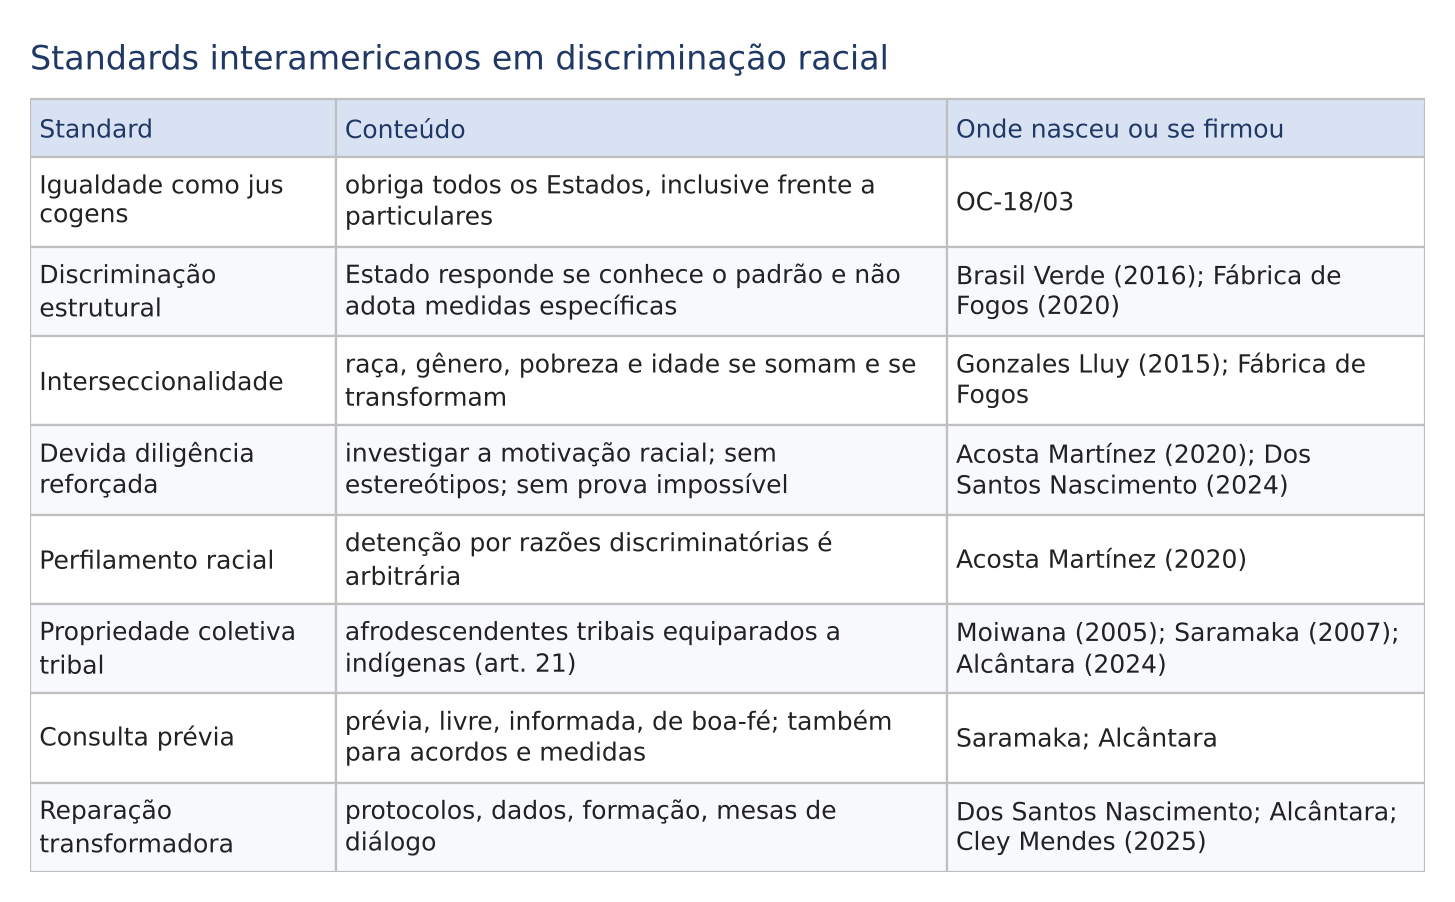 Standards interamericanos em discriminação racial
Standard
Conteúdo
Onde nasceu ou se firmou
Igualdade como jus
cogens
obriga todos os Estados, inclusive frente a
particulares
OC-18/03
Discriminação
estrutural
Estado responde se conhece o padrão e não
adota medidas específicas
Brasil Verde (2016); Fábrica de
Fogos (2020)
Interseccionalidade
raça, gênero, pobreza e idade se somam e se
transformam
Gonzales Lluy (2015); Fábrica de
Fogos
Devida diligência
reforçada
investigar a motivação racial; sem
estereótipos; sem prova impossível
Acosta Martínez (2020); Dos
Santos Nascimento (2024)
Perfilamento racial
detenção por razões discriminatórias é
arbitrária
Acosta Martínez (2020)
Propriedade coletiva
tribal
afrodescendentes tribais equiparados a
indígenas (art. 21)
Moiwana (2005); Saramaka (2007);
Alcântara (2024)
Consulta prévia
prévia, livre, informada, de boa-fé; também
para acordos e medidas
Saramaka; Alcântara
Reparação
transformadora
protocolos, dados, formação, mesas de
diálogo
Dos Santos Nascimento; Alcântara;
Cley Mendes (2025)